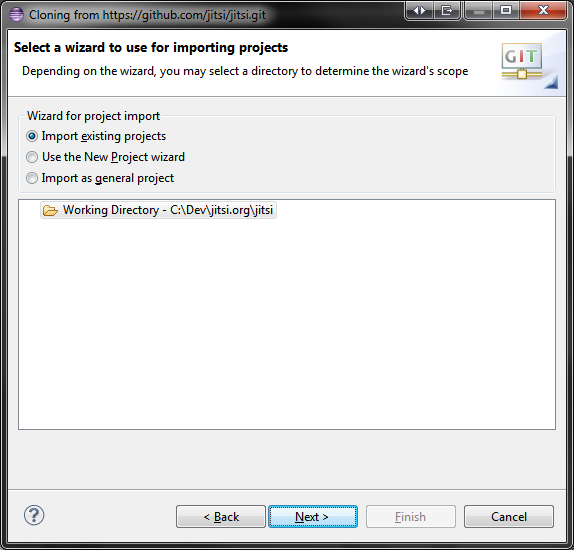 Cloning from https://github.com/jitsi/jitsi.git
Select a wizard to use for importing projects
Depending on the wizard, you may select a directory to determine the wizard's scope
GIT
Wizard for project import
Import existing projects
Use the New Project wizard
Import as general project
Working Directory - C:\Dev\jitsi.org\jitsi
?
< Back
Next >
Finish
Cancel